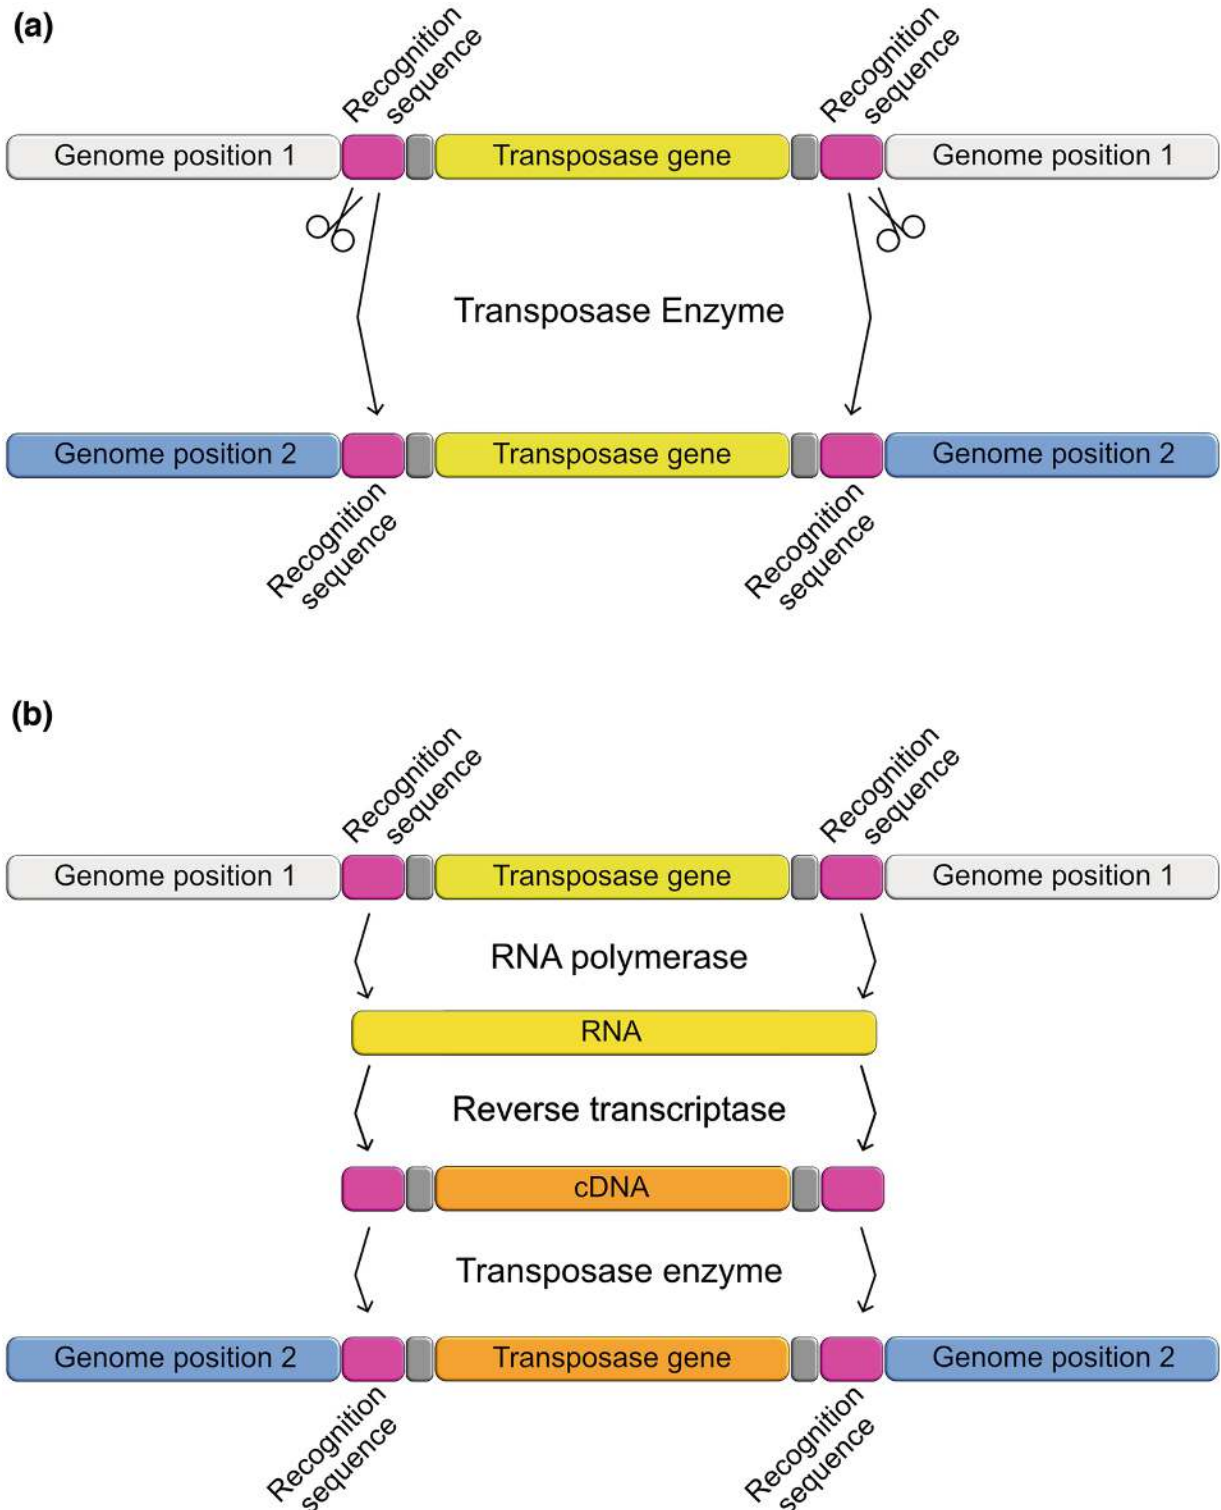 (a)
Recognition
sequence
Recognition
sequence
Genome position 1
Transposase gene
Genome position 1
Transposase Enzyme
Genome position 2
Transposase gene
Genome position 2
Recognition
sequence
Recognition
sequence
(b)
Recognition
sequence
Recognition
sequence
Genome position 1
Transposase gene
Genome position 1
RNA polymerase
RNA
Reverse transcriptase
cDNA
Transposase enzyme
Genome position 2
Transposase gene
Genome position 2
Recognition
sequence
Recognition
sequence